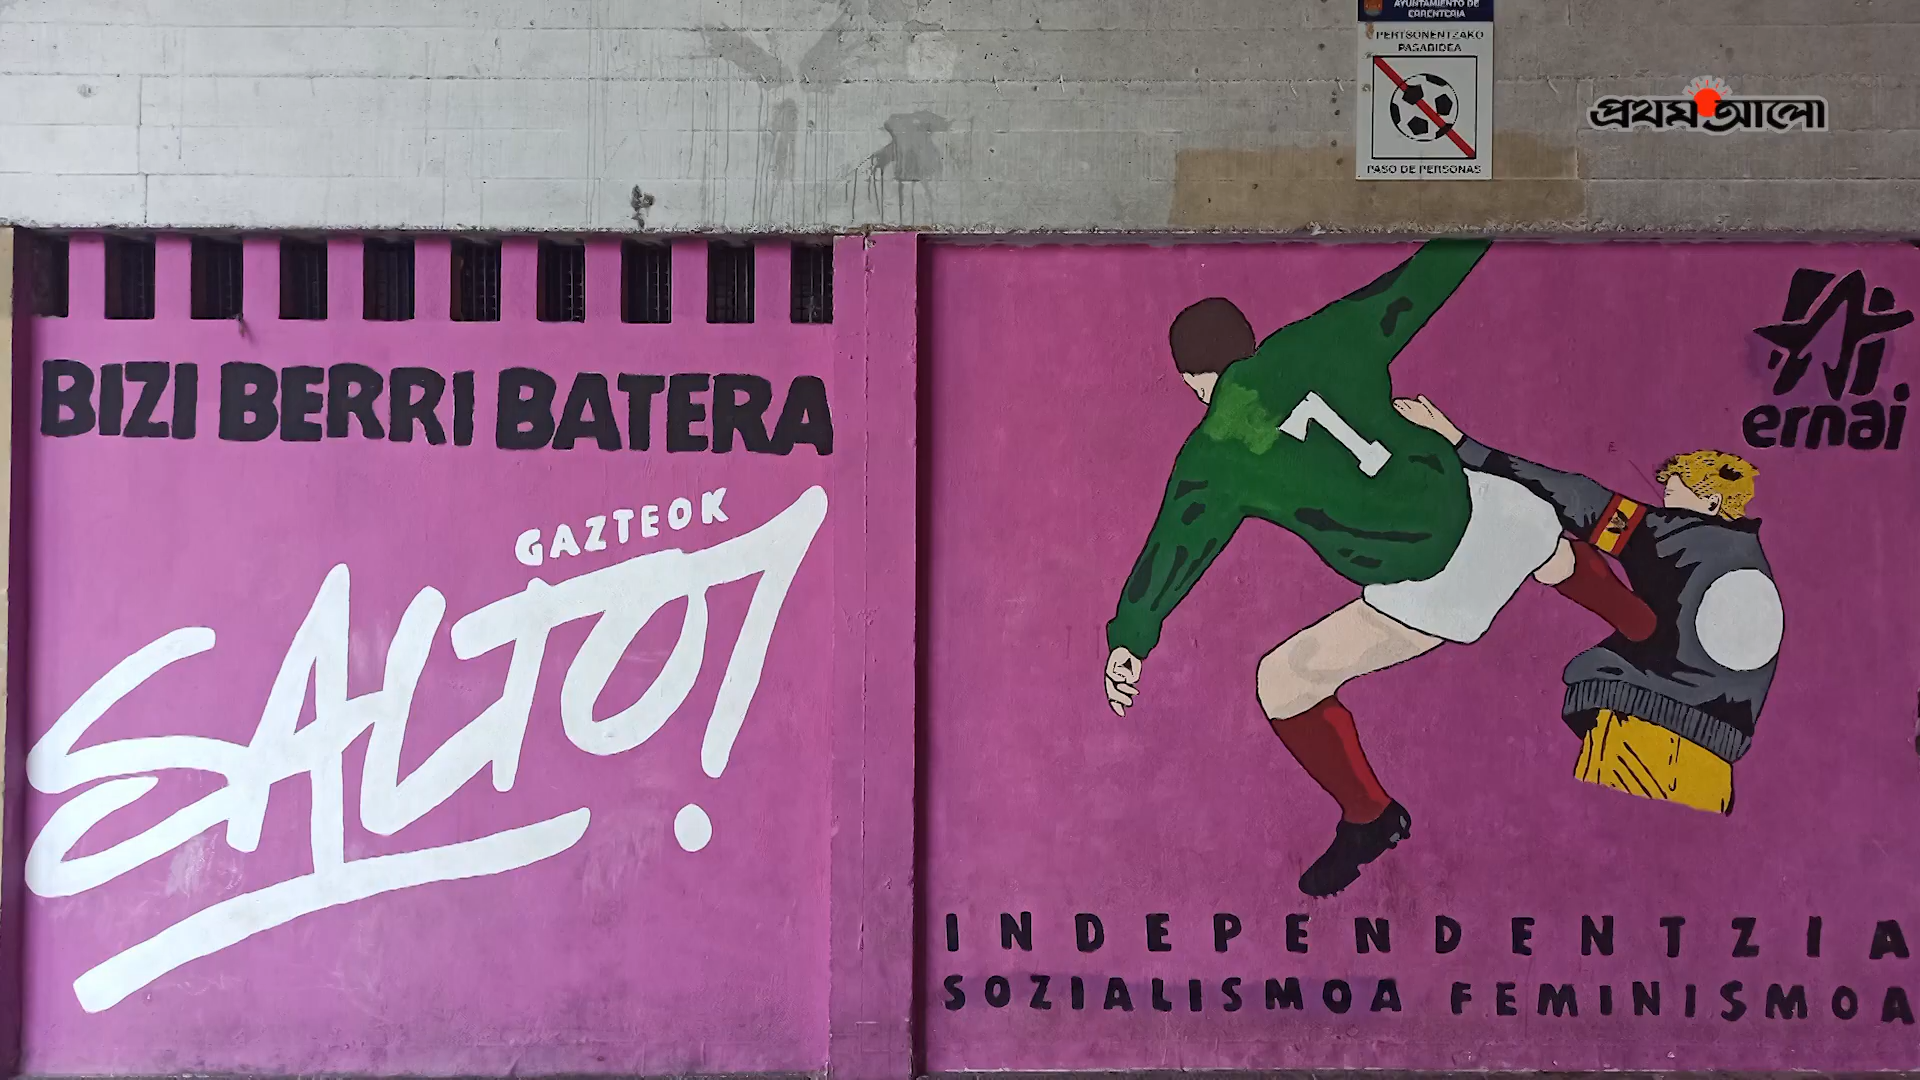 AYUNTAMIENTO DE
ERRENTERIA
PERTSONENTZAKO
PASABIDEA
PASO DE PERSONAS
প্রথম আলো
BIZI BERRI BATERA
GAZTEOK
SALTO!
7
ernai
INDEPENDENTZIA
SOZIALISMOA FEMINISMOA